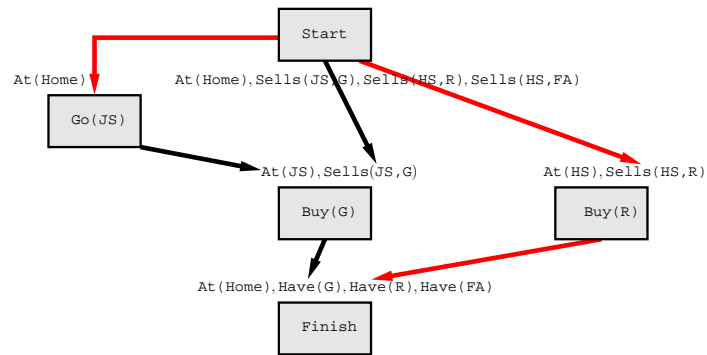 Start
At(Home)
At(Home),Sells(JS,G),Sells(HS,R),Sells(HS,FA)
Go(JS)
At(JS),Sells(JS,G)
At(HS),Sells(HS,R)
Buy(G)
Buy(R)
At(Home),Have(G),Have(R),Have(FA)
Finish